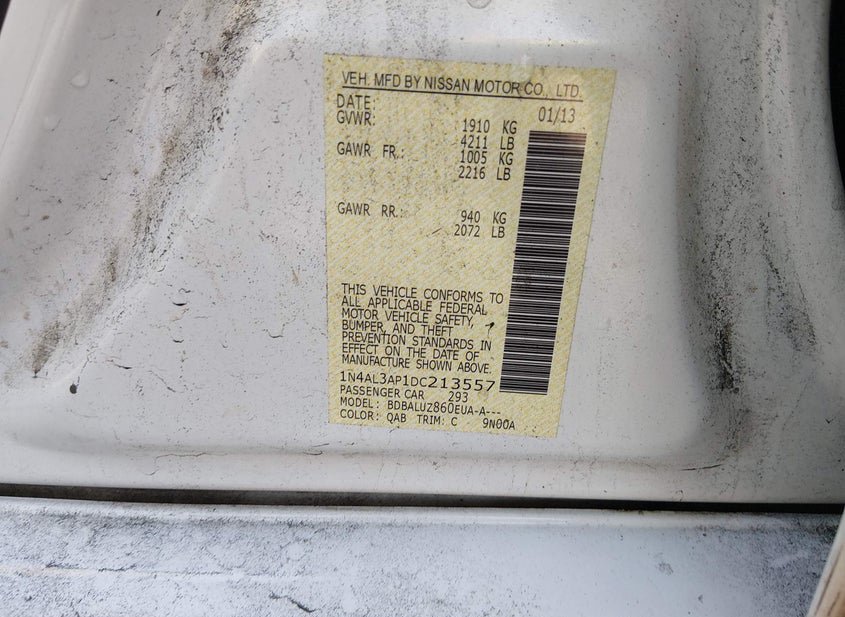 VEH. MFD BY NISSAN MOTOR CO., LTD.
DATE: 01/13
GVWR: 1910 KG
4211 LB
GAWR FR.: 1005 KG
2216 LB
GAWR RR.: 940 KG
2072 LB
THIS VEHICLE CONFORMS TO
ALL APPLICABLE FEDERAL
MOTOR VEHICLE SAFETY,
BUMPER, AND THEFT
PREVENTION STANDARDS IN
EFFECT ON THE DATE OF
MANUFACTURE SHOWN ABOVE.
1N4AL3AP1DC213557
PASSENGER CAR 293
MODEL: BDBALUZ860EUA-A---
COLOR: QAB TRIM: C 9N00A